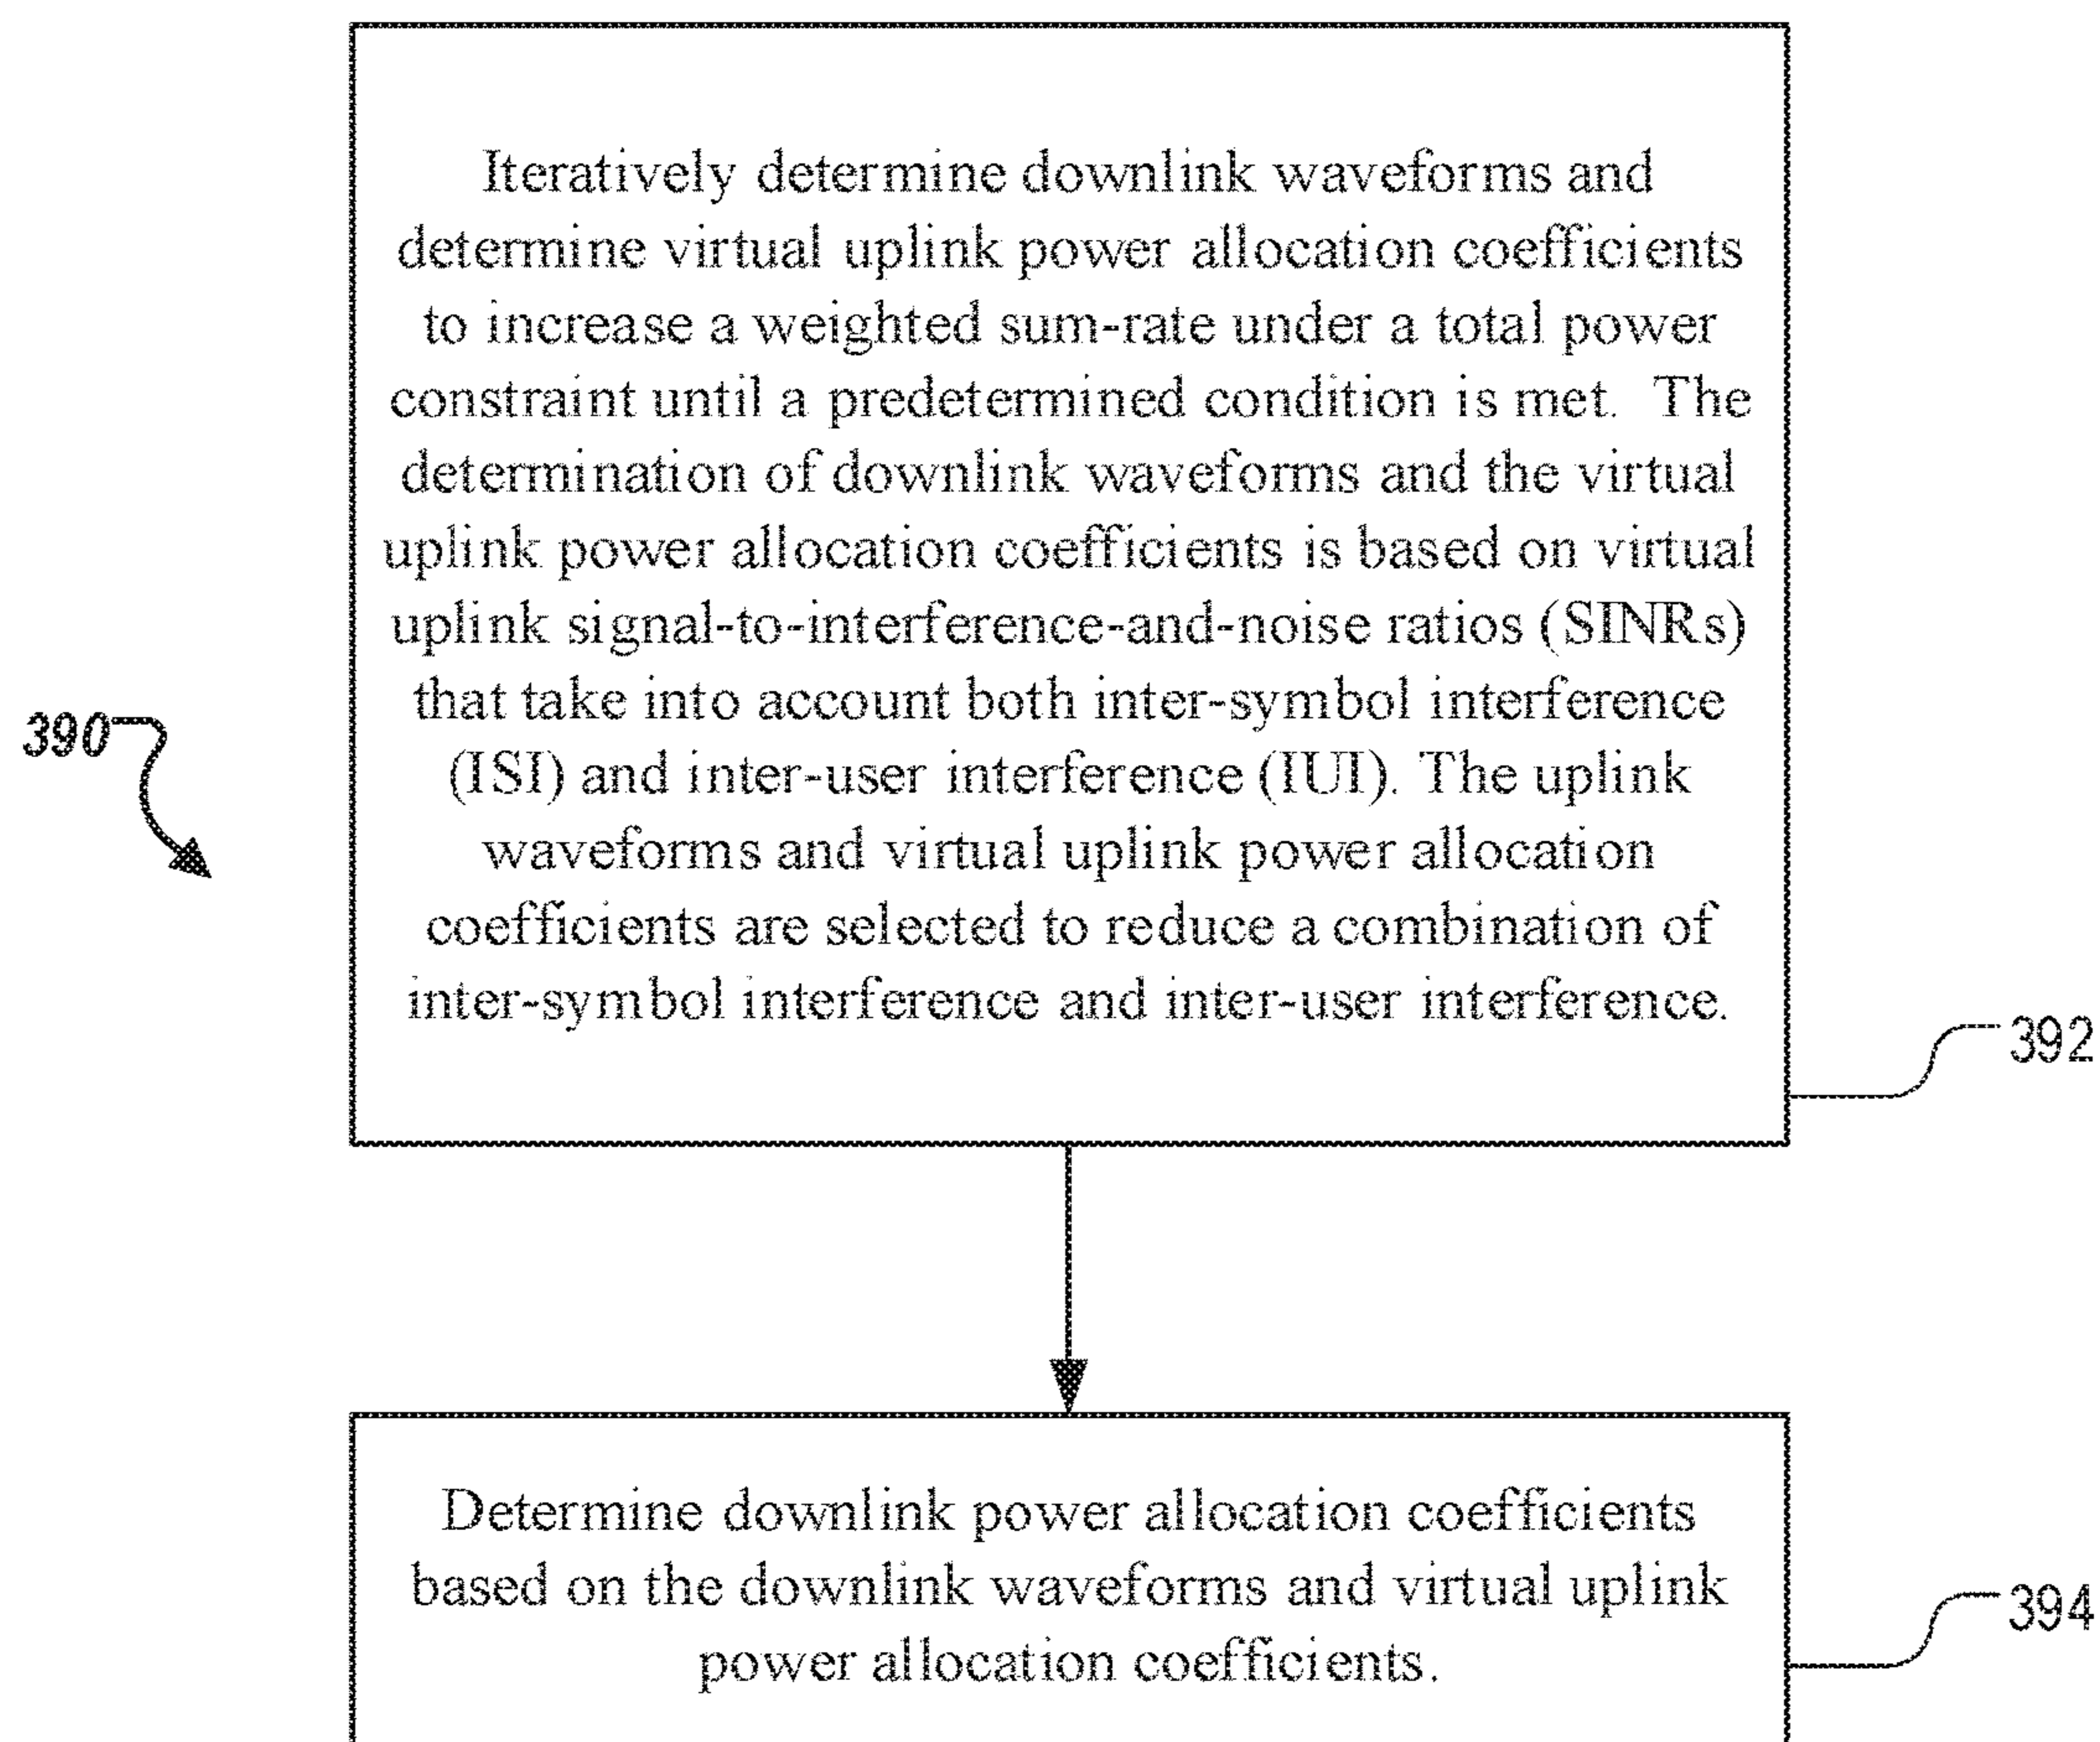 Iteratively determine downlink waveforms and
determine virtual uplink power allocation coefficients
to increase a weighted sum-rate under a total power
constraint until a predetermined condition is met. The
determination of downlink waveforms and the virtual
uplink power allocation coefficients is based on virtual
uplink signal-to-interference-and-noise ratios (SINRs)
that take into account both inter-symbol interference
(ISI) and inter-user interference (IUI). The uplink
waveforms and virtual uplink power allocation
coefficients are selected to reduce a combination of
inter-symbol interference and inter-user interference.
390
392
Determine downlink power allocation coefficients
based on the downlink waveforms and virtual uplink
power allocation coefficients.
394